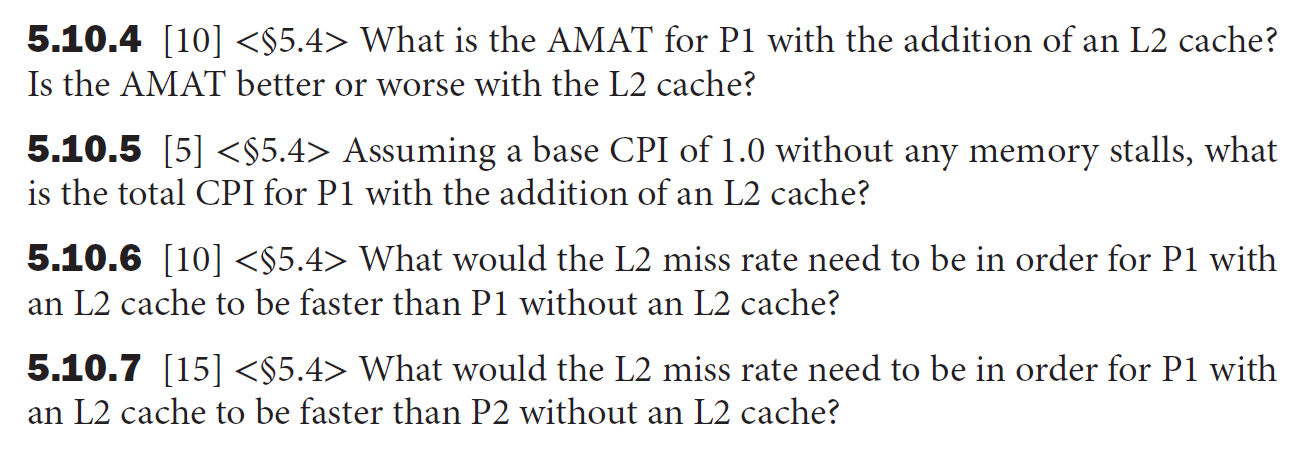 5.10.4 [10] <§5.4> What is the AMAT for P1 with the addition of an L2 cache?
Is the AMAT better or worse with the L2 cache?
5.10.5 [5] <§5.4> Assuming a base CPI of 1.0 without any memory stalls, what
is the total CPI for P1 with the addition of an L2 cache?
5.10.6 [10] <§5.4> What would the L2 miss rate need to be in order for P1 with
an L2 cache to be faster than P1 without an L2 cache?
5.10.7 [15] <§5.4> What would the L2 miss rate need to be in order for P1 with
an L2 cache to be faster than P2 without an L2 cache?